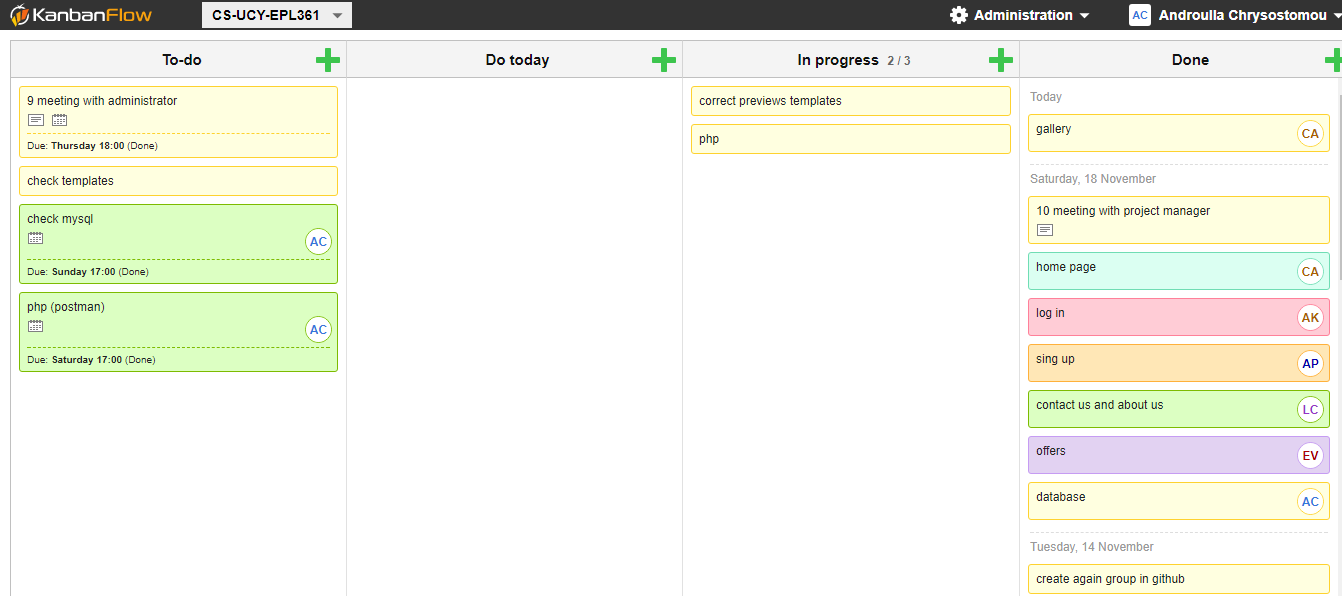 KanbanFlow
CS-UCY-EPL361
Administration
AC
Androulla Chrysostomou
To-do
Do today
In progress 2 / 3
Done
9 meeting with administrator
Due: Thursday 18:00 (Done)
check templates
check mysql
AC
Due: Sunday 17:00 (Done)
php (postman)
AC
Due: Saturday 17:00 (Done)
correct previews templates
php
Today
gallery
CA
Saturday, 18 November
10 meeting with project manager
home page
CA
log in
AK
sing up
AP
contact us and about us
LC
offers
EV
database
AC
Tuesday, 14 November
create again group in github